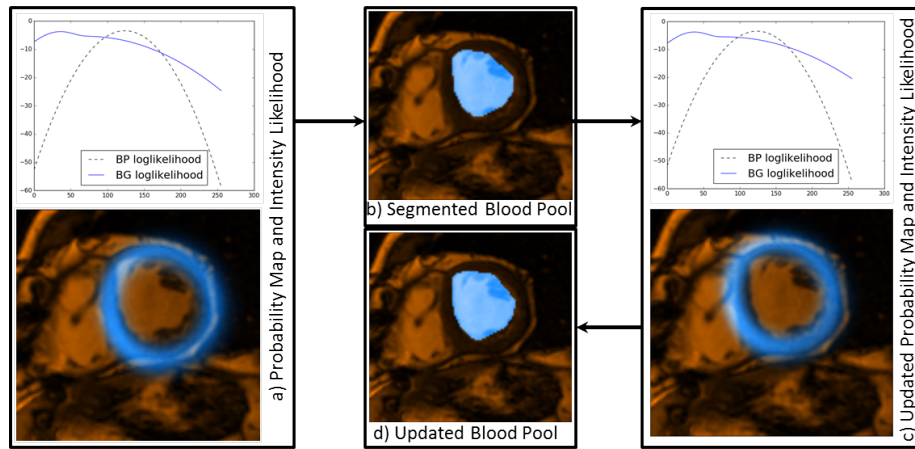 0
−10
−20
−30
−40
−50
−60
0 50 100 150 200 250 300
BP loglikelihood
BG loglikelihood
a) Probability Map and Intensity Likelihood
b) Segmented Blood Pool
d) Updated Blood Pool
0
−10
−20
−30
−40
−50
−60
0 50 100 150 200 250 300
BP loglikelihood
BG loglikelihood
c) Updated Probability Map and Intensity Likelihood